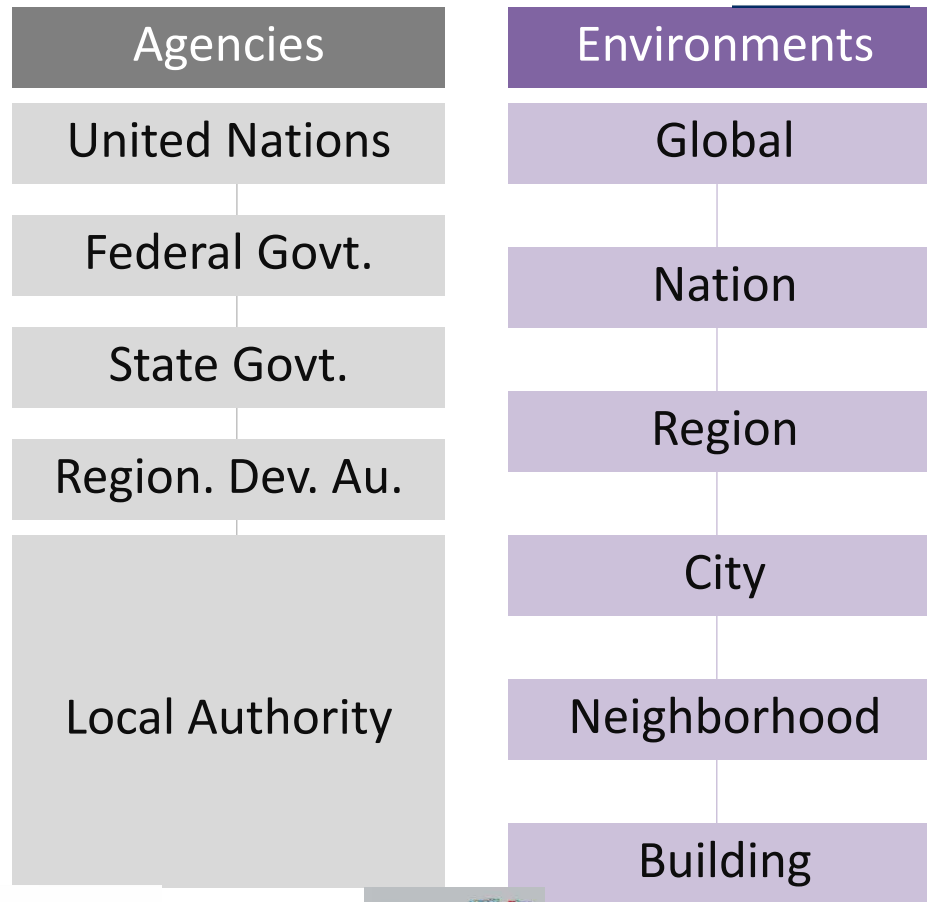 Agencies
United Nations
Federal Govt.
State Govt.
Region. Dev. Au.
Local Authority
Environments
Global
Nation
Region
City
Neighborhood
Building